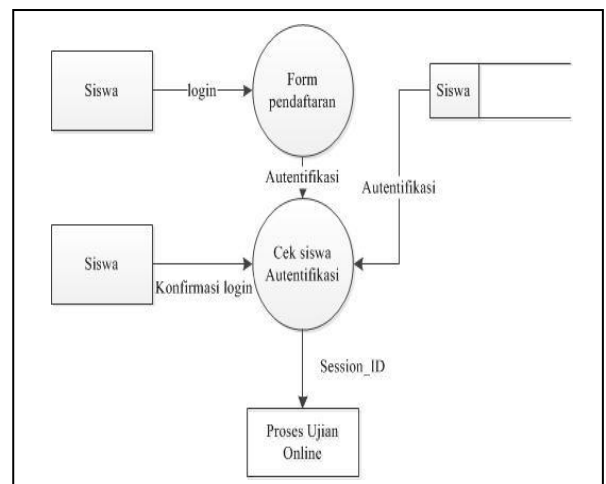 Siswa
login
Form
pendaftaran
Siswa
Autentifikasi
Autentifikasi
Siswa
Konfirmasi login
Cek siswa
Autentifikasi
Session_ID
Proses Ujian
Online